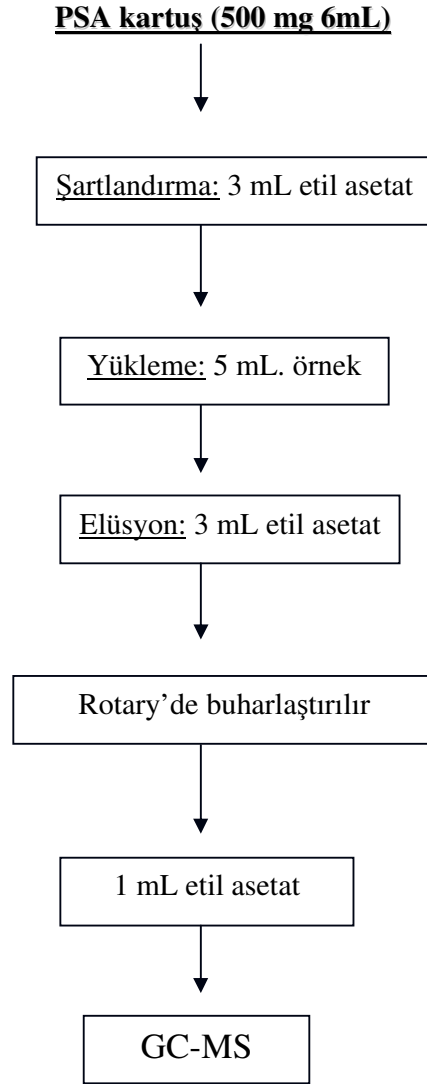 PSA kartuş (500 mg 6mL)
Şartlandırma: 3 mL etil asetat
Yükleme: 5 mL. örnek
Elüsyon: 3 mL etil asetat
Rotary’de buharlaştırılır
1 mL etil asetat
GC-MS